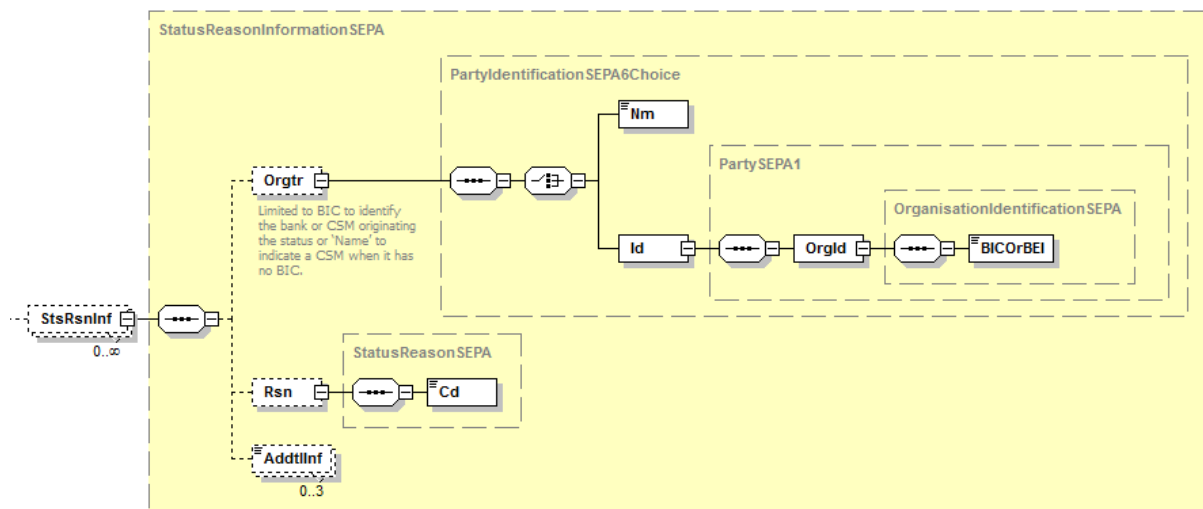 StatusReasonInformationSEPA
PartyIdentificationSEPA6Choice
Nm
PartySEPA1
Orgtr
OrganisationIdentificationSEPA
Limited to BIC to identify
the bank or CSM originating
the status or ‘Name’ to
indicate a CSM when it has
no BIC.
Id
OrgId
BICOrBEI
StsRsnInf
0..∞
StatusReasonSEPA
Rsn
Cd
AddtlInf
0..3